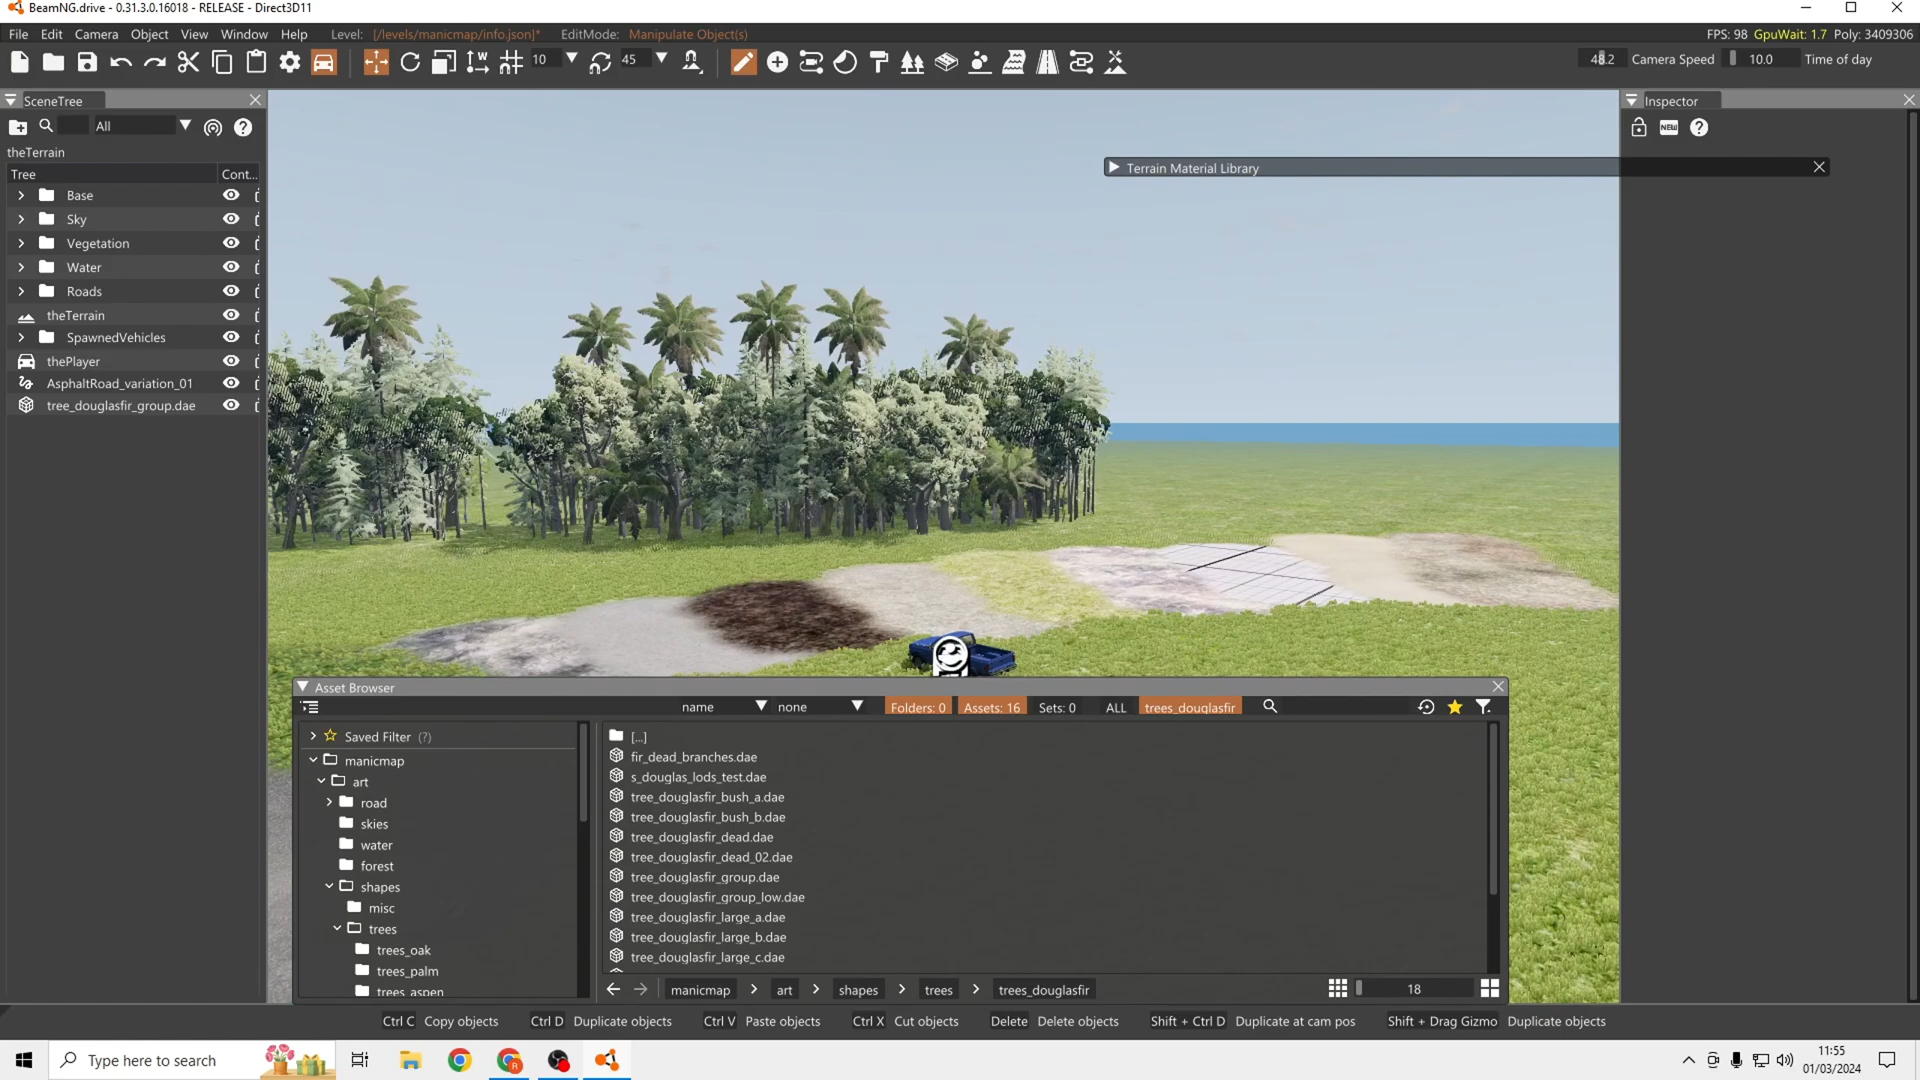 BeamNG.drive - 0.31.3.0.16018 - RELEASE - Direct3D11
File Edit Camera Object View Window Help Level: [/levels/manicmap/info.json]* EditMode: Manipulate Object(s) FPS: 98 GpuWait: 1.7 Poly: 3409306
10 45 48.2 Camera Speed 10.0 Time of day
SceneTree
Inspector
All
NEW
theTerrain
Terrain Material Library
Tree Cont...
Base
Sky
Vegetation
Water
Roads
theTerrain
SpawnedVehicles
thePlayer
AsphaltRoad_variation_01
tree_douglasfir_group.dae
Asset Browser
name none Folders: 0 Assets: 16 Sets: 0 ALL trees_douglasfir
Saved Filter (?)
manicmap
art
road
skies
water
forest
shapes
misc
trees
trees_oak
trees_palm
trees_aspen
[...]
fir_dead_branches.dae
s_douglas_lods_test.dae
tree_douglasfir_bush_a.dae
tree_douglasfir_bush_b.dae
tree_douglasfir_dead.dae
tree_douglasfir_dead_02.dae
tree_douglasfir_group.dae
tree_douglasfir_group_low.dae
tree_douglasfir_large_a.dae
tree_douglasfir_large_b.dae
tree_douglasfir_large_c.dae
manicmap > art > shapes > trees > trees_douglasfir 18
Ctrl C Copy objects Ctrl D Duplicate objects Ctrl V Paste objects Ctrl X Cut objects Delete Delete objects Shift + Ctrl D Duplicate at cam pos Shift + Drag Gizmo Duplicate objects
Type here to search
11:55
01/03/2024